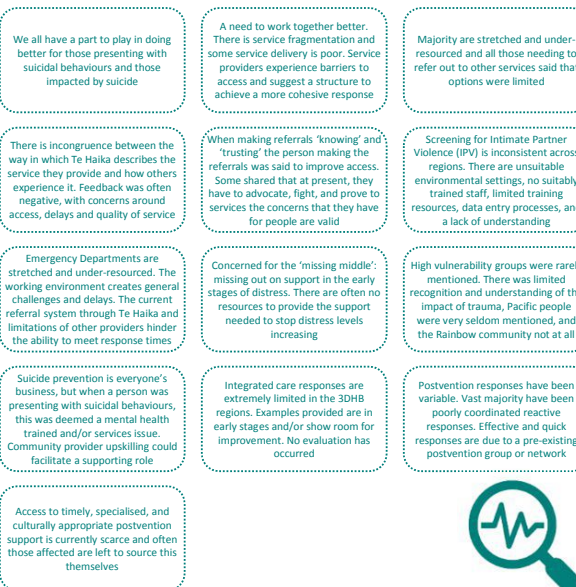 We all have a part to play in doing
better for those presenting with
suicidal behaviours and those
impacted by suicide
A need to work together better.
There is service fragmentation and
some service delivery is poor. Service
providers experience barriers to
access and suggest a structure to
achieve a more cohesive response
Majority are stretched and under-
resourced and all those needing to
refer out to other services said that
options were limited
There is incongruence between the
way in which Te Haika describes the
service they provide and how others
experience it. Feedback was often
negative, with concerns around
access, delays and quality of service
When making referrals ‘knowing’ and
‘trusting’ the person making the
referrals was said to improve access.
Some shared that at present, they
have to advocate, fight, and prove to
services the concerns that they have
for people are valid
Screening for Intimate Partner
Violence (IPV) is inconsistent across
regions. There are unsuitable
environmental settings, no suitably
trained staff, limited training
resources, data entry processes, and
a lack of understanding
Emergency Departments are
stretched and under-resourced. The
working environment creates general
challenges and delays. The current
referral system through Te Haika and
limitations of other providers hinder
the ability to meet response times
Concerned for the ‘missing middle’:
missing out on support in the early
stages of distress. There are often no
resources to provide the support
needed to stop distress levels
increasing
High vulnerability groups were rarely
mentioned. There was limited
recognition and understanding of the
impact of trauma, Pacific people
were very seldom mentioned, and
the Rainbow community not at all
Suicide prevention is everyone’s
business, but when a person was
presenting with suicidal behaviours,
this was deemed a mental health
trained and/or services issue.
Community provider upskilling could
facilitate a supporting role
Integrated care responses are
extremely limited in the 3DHB
regions. Examples provided are in
early stages and/or show room for
improvement. No evaluation has
occurred
Postvention responses have been
variable. Vast majority have been
poorly coordinated reactive
responses. Effective and quick
responses are due to a pre-existing
postvention group or network
Access to timely, specialised, and
culturally appropriate postvention
support is currently scarce and often
those affected are left to source this
themselves